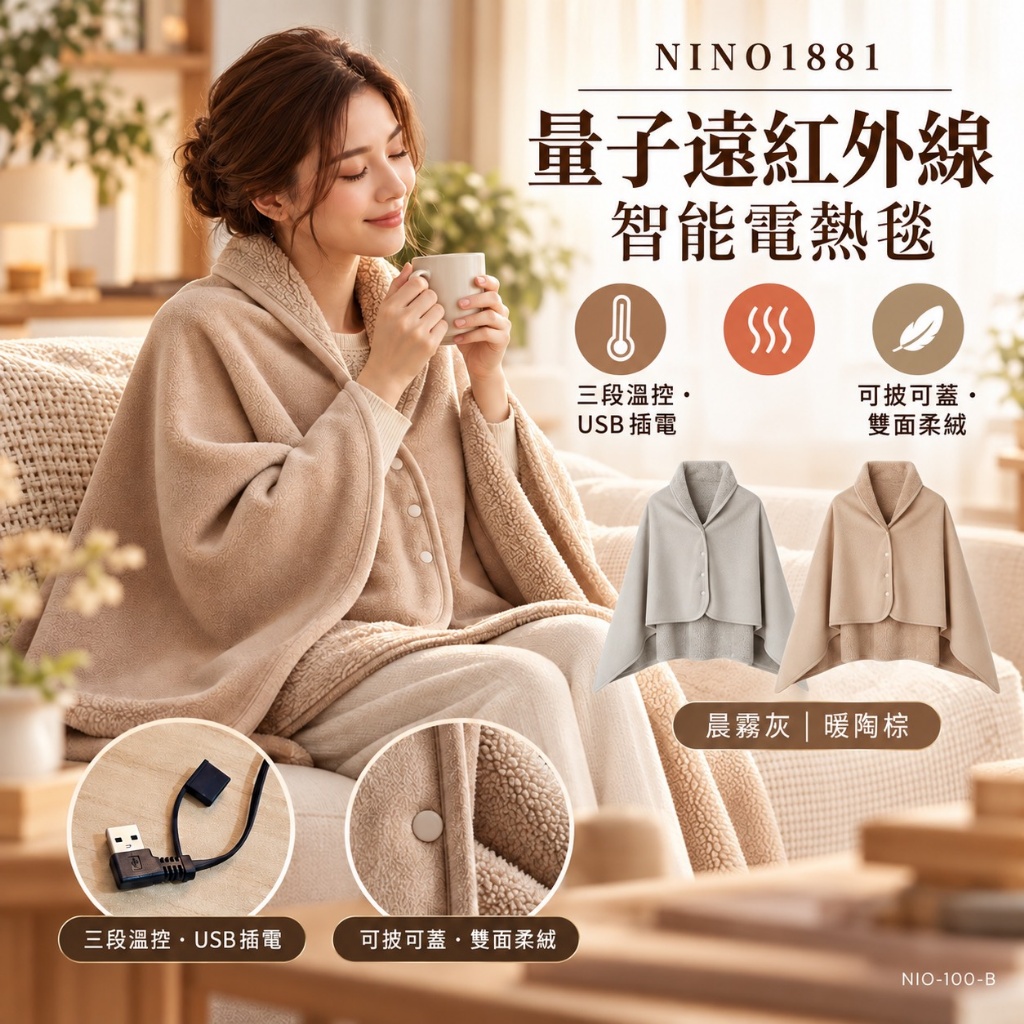 NINO1881
量子遠紅外線
智能電熱毯
三段溫控・
USB插電
可披可蓋・
雙面柔絨
晨霧灰｜暖陶棕
三段溫控・USB插電
可披可蓋・雙面柔絨
NIO-100-B